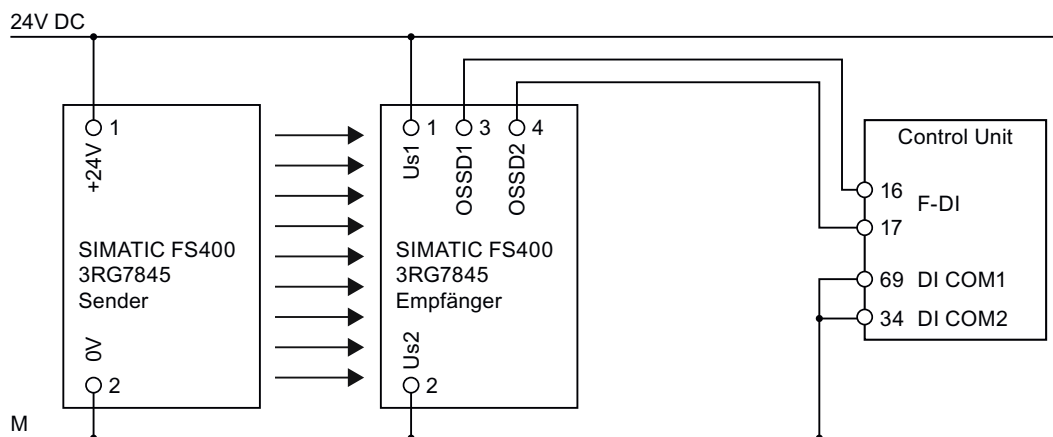 24V DC
1
+24V
SIMATIC FS400
3RG7845
Sender
0V
2
1
Us1
3
OSSD1
4
OSSD2
SIMATIC FS400
3RG7845
Empfänger
Us2
2
Control Unit
16
F-DI
17
69 DI COM1
34 DI COM2
M